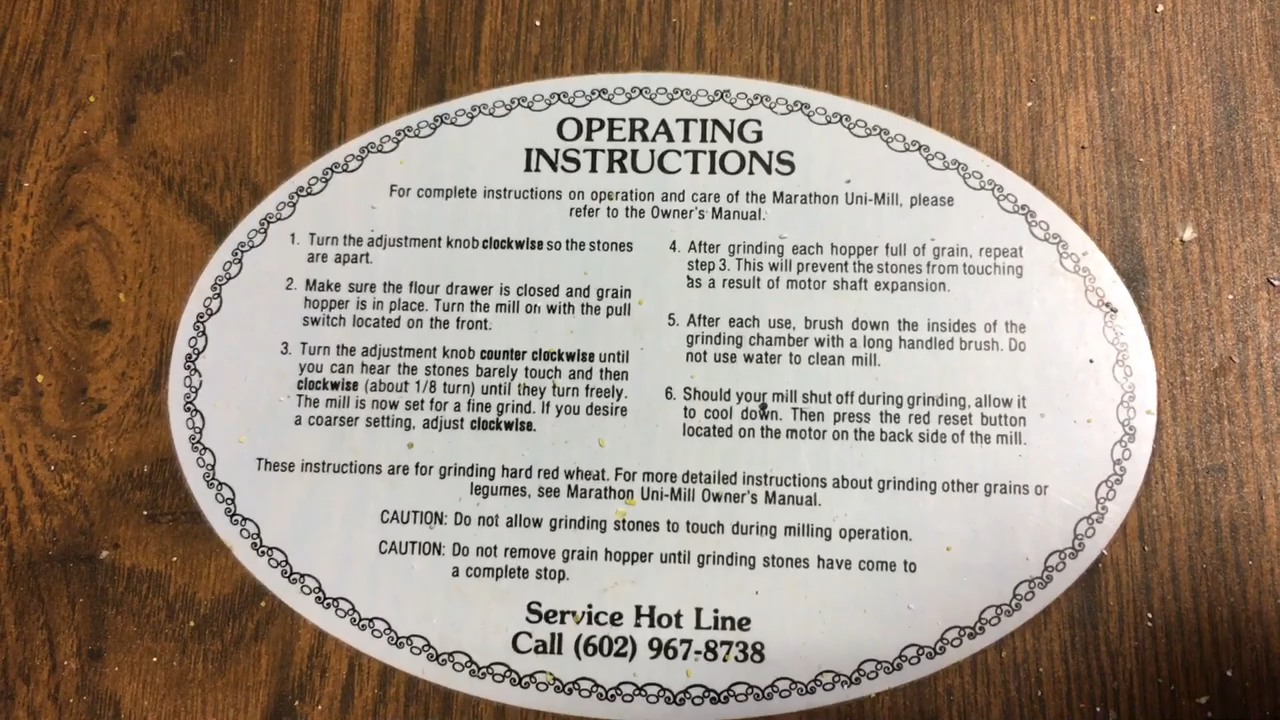 OPERATING
INSTRUCTIONS
For complete instructions on operation and care of the Marathon Uni-Mill, please
refer to the Owner's Manual.
1. Turn the adjustment knob clockwise so the stones
are apart.
2. Make sure the flour drawer is closed and grain
hopper is in place. Turn the mill on with the pull
switch located on the front.
3. Turn the adjustment knob counter clockwise until
you can hear the stones barely touch and then
clockwise (about 1/8 turn) until they turn freely.
The mill is now set for a fine grind. If you desire
a coarser setting, adjust clockwise.
4. After grinding each hopper full of grain, repeat
step 3. This will prevent the stones from touching
as a result of motor shaft expansion.
5. After each use, brush down the insides of the
grinding chamber with a long handled brush. Do
not use water to clean mill.
6. Should your mill shut off during grinding, allow it
to cool down. Then press the red reset button
located on the motor on the back side of the mill.
These instructions are for grinding hard red wheat. For more detailed instructions about grinding other grains or
legumes, see Marathon Uni-Mill Owner's Manual.
CAUTION: Do not allow grinding stones to touch during milling operation.
CAUTION: Do not remove grain hopper until grinding stones have come to
a complete stop.
Service Hot Line
Call (602) 967-8738